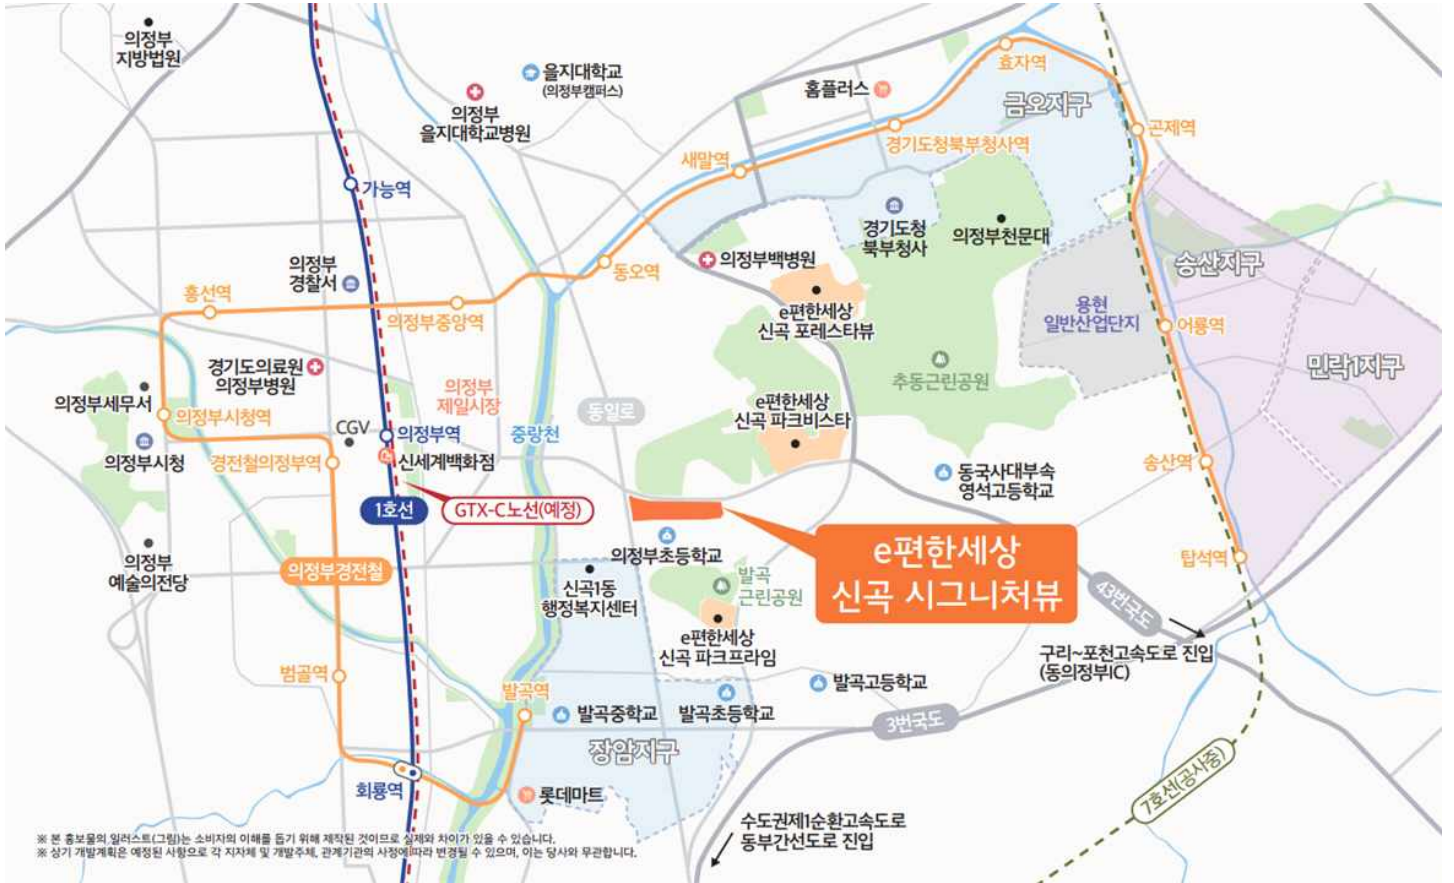 의정부
지방법원
을지대학교
(의정부캠퍼스)
의정부
을지대학교병원
홈플러스
효자역
금오지구
곤제역
경기도청북부청사역
새말역
가능역
경기도청
북부청사
의정부천문대
의정부백병원
동오역
송산지구
의정부
경찰서
흥선역
의정부중앙역
e편한세상
신곡 포레스타뷰
용현
일반산업단지
어룡역
민락1지구
추동근린공원
경기도의료원
의정부병원
의정부
제일시장
동일로
e편한세상
신곡 파크비스타
의정부세무서
의정부시청역
CGV
의정부역
중랑천
의정부시청
경전철의정부역
신세계백화점
동국사대부속
영석고등학교
송산역
1호선
GTX-C노선(예정)
e편한세상
신곡 시그니처뷰
의정부
예술의전당
의정부경전철
의정부초등학교
신곡1동
행정복지센터
발곡
근린공원
탑석역
43번국도
e편한세상
신곡 파크프라임
구리~포천고속도로 진입
(동의정부IC)
범골역
발곡역
발곡중학교
발곡초등학교
발곡고등학교
3번국도
장암지구
회룡역
롯데마트
7호선(공사중)
수도권제1순환고속도로
동부간선도로 진입
※ 본 홍보물의 일러스트(그림)는 소비자의 이해를 돕기 위해 제작된 것이므로 실제와 차이가 있을 수 있습니다.
※ 상기 개발계획은 예정된 사항으로 각 지자체 및 개발주체, 관계기관의 사정에 따라 변경될 수 있으며, 이는 당사와 무관합니다.